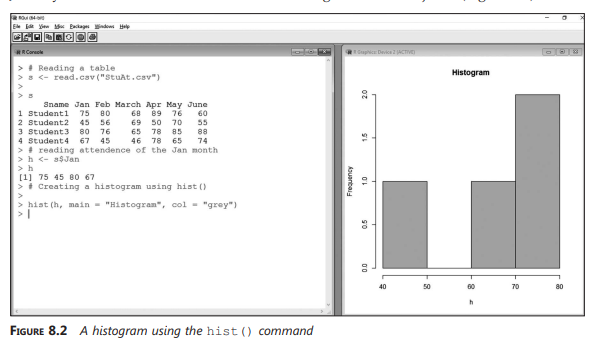 RGui (64-bit)
File Edit View Misc Packages Windows Help
R Console
> # Reading a table
> s <- read.csv("StuAt.csv")
>
> s
Sname Jan Feb March Apr May June
1 Student1 75 80 68 89 76 60
2 Student2 45 56 69 50 70 55
3 Student3 80 76 65 78 85 88
4 Student4 67 45 46 78 65 74
> # reading attendence of the Jan month
> h <- s$Jan
> h
[1] 75 45 80 67
> # Creating a histogram using hist()
>
> hist(h, main = "Histogram", col = "grey")
>
R Graphics Device 2 (ACTIVE)
Histogram
Frequency
2.0
1.5
1.0
0.5
0.0
40 50 60 70 80
h
FIGURE 8.2 A histogram using the hist() command